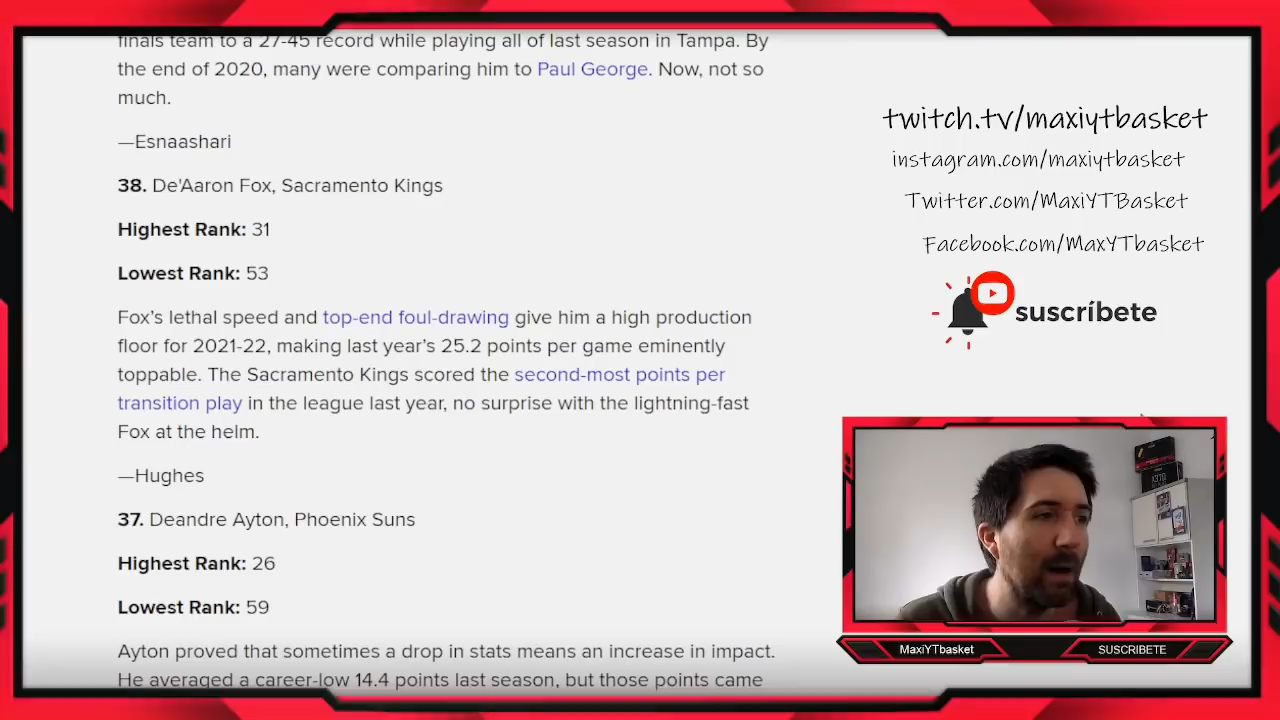 finals team to a 27-45 record while playing all of last season in Tampa. By
the end of 2020, many were comparing him to Paul George. Now, not so
much.
—Esnaashari
38. De'Aaron Fox, Sacramento Kings
Highest Rank: 31
Lowest Rank: 53
Fox's lethal speed and top-end foul-drawing give him a high production
floor for 2021-22, making last year's 25.2 points per game eminently
toppable. The Sacramento Kings scored the second-most points per
transition play in the league last year, no surprise with the lightning-fast
Fox at the helm.
—Hughes
37. Deandre Ayton, Phoenix Suns
Highest Rank: 26
Lowest Rank: 59
Ayton proved that sometimes a drop in stats means an increase in impact.
He averaged a career-low 14.4 points last season, but those points came
twitch.tv/maxiytbasket
instagram.com/maxiytbasket
Twitter.com/MaxiYTBasket
Facebook.com/MaxYTbasket
suscríbete
MaxiYTbasket
SUSCRIBETE